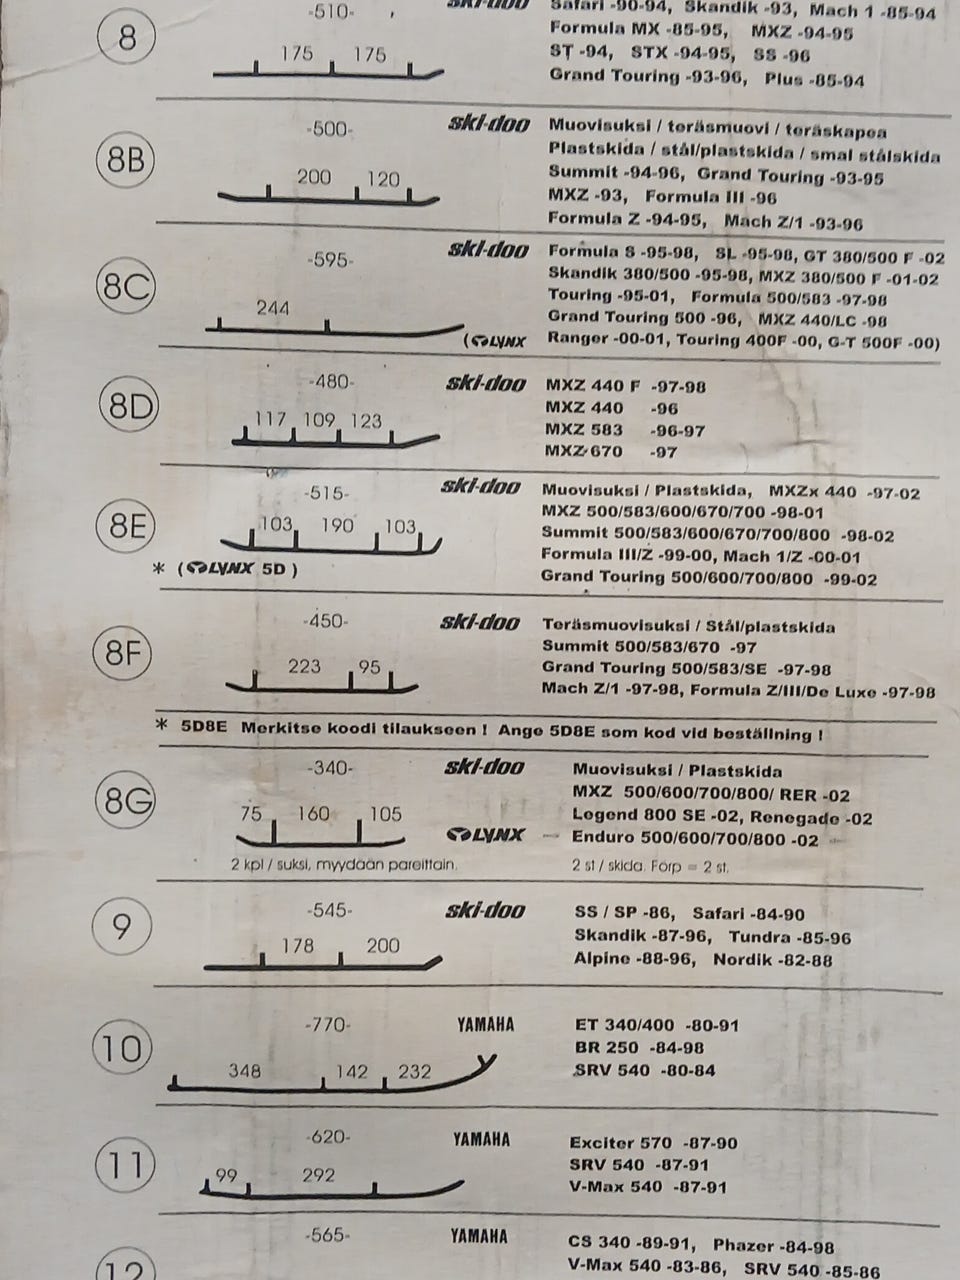 8
-510-
175 175
ski-doo
Safari -90-94, Skandik -93, Mach 1 -85-94
Formula MX -85-95, MXZ -94-95
ST -94, STX -94-95, SS -96
Grand Touring -93-96, Plus -85-94
8B
-500-
200 120
ski-doo
Muovisuksi / teräsmuovi / teräskapea
Plastskida / stål/plastskida / smal stålskida
Summit -94-96, Grand Touring -93-95
MXZ -93, Formula III -96
Formula Z -94-95, Mach Z/1 -93-96
8C
-595-
244
ski-doo
(LYNX
Formula S -95-98, SL -95-98, GT 380/500 F -02
Skandik 380/500 -95-98, MXZ 380/500 F -01-02
Touring -95-01, Formula 500/583 -97-98
Grand Touring 500 -96, MXZ 440/LC -98
Ranger -00-01, Touring 400F -00, G-T 500F -00)
8D
-480-
117 109 123
ski-doo
MXZ 440 F -97-98
MXZ 440 -96
MXZ 583 -96-97
MXZ 670 -97
8E
-515-
103 190 103
* (LYNX 5D )
ski-doo
Muovisuksi / Plastskida, MXZx 440 -97-02
MXZ 500/583/600/670/700 -98-01
Summit 500/583/600/670/700/800 -98-02
Formula III/Z -99-00, Mach 1/Z -00-01
Grand Touring 500/600/700/800 -99-02
8F
-450-
223 95
ski-doo
Teräsmuovisuksi / Stål/plastskida
Summit 500/583/670 -97
Grand Touring 500/583/SE -97-98
Mach Z/1 -97-98, Formula Z/III/De Luxe -97-98
* 5D8E Merkitse koodi tilaukseen ! Ange 5D8E som kod vid beställning !
8G
-340-
75 160 105
2 kpl / suksi, myydään pareittain.
ski-doo
LYNX
Muovisuksi / Plastskida
MXZ 500/600/700/800/ RER -02
Legend 800 SE -02, Renegade -02
Enduro 500/600/700/800 -02
2 st / skida. Förp = 2 st.
9
-545-
178 200
ski-doo
SS / SP -86, Safari -84-90
Skandik -87-96, Tundra -85-96
Alpine -88-96, Nordik -82-88
10
-770-
348 142 232
YAMAHA
ET 340/400 -80-91
BR 250 -84-98
SRV 540 -80-84
11
-620-
99 292
YAMAHA
Exciter 570 -87-90
SRV 540 -87-91
V-Max 540 -87-91
12
-565-
YAMAHA
CS 340 -89-91, Phazer -84-98
V-Max 540 -83-86, SRV 540 -85-86